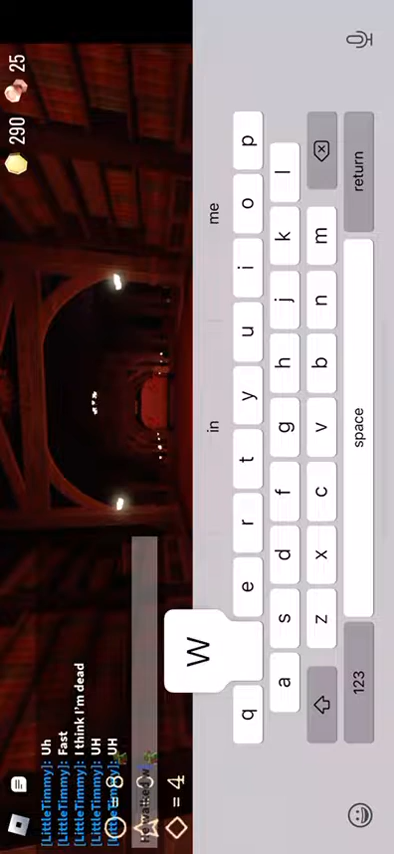 290 25
[LittleTimmy]: Uh
[LittleTimmy]: Fast
[LittleTimmy]: I think I'm dead
[LittleTimmy]: UH
[LittleTimmy]: UH
= 8
= 4
in me
W
q e r t y u i o p
a s d f g h j k l
z x c v b n m
123 space return